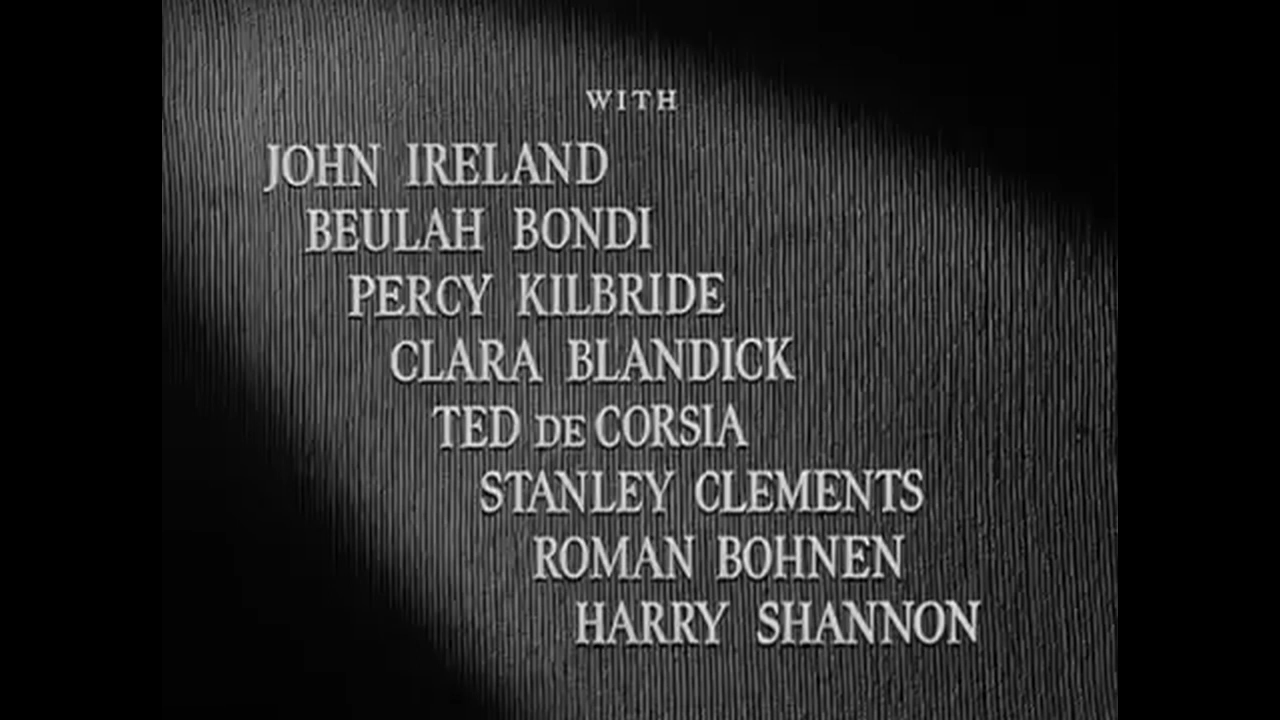 WITH
JOHN IRELAND
BEULAH BONDI
PERCY KILBRIDE
CLARA BLANDICK
TED DE CORSIA
STANLEY CLEMENTS
ROMAN BOHNEN
HARRY SHANNON